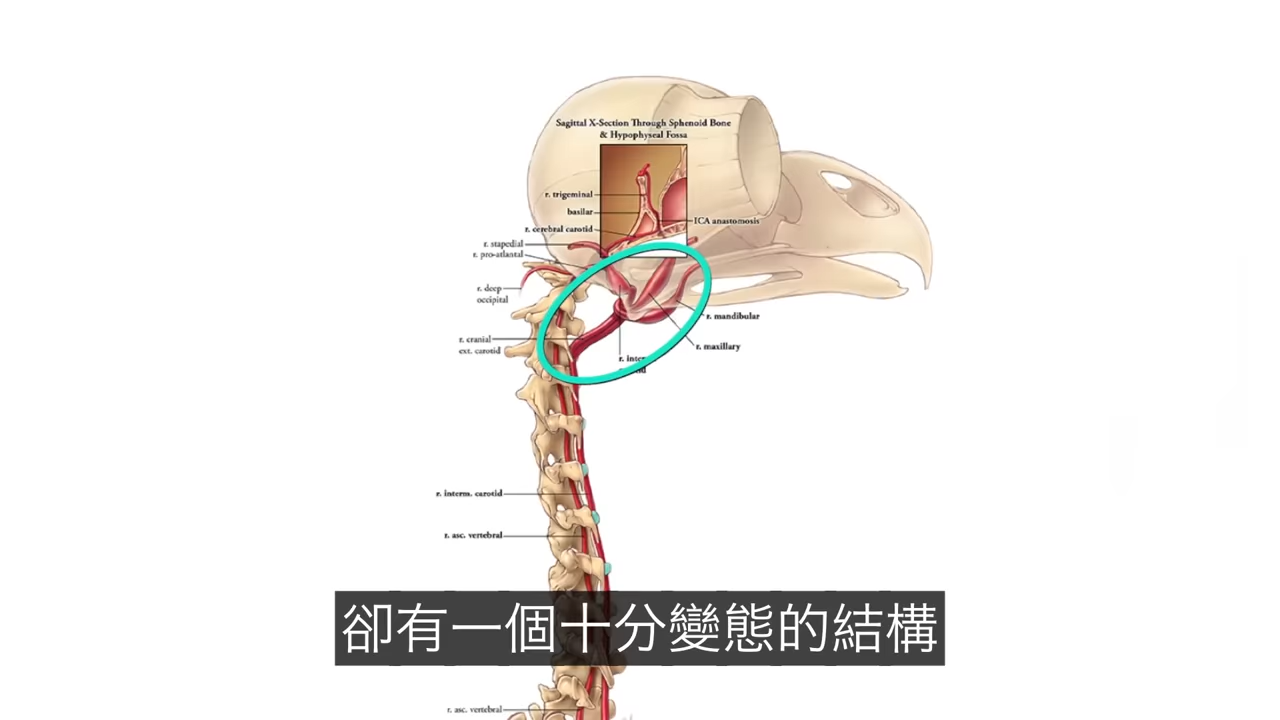 Sagittal X-Section Through Sphenoid Bone
& Hypophyseal Fossa
r. trigeminal
basilar
ICA anastomosis
r. cerebral carotid
r. stapedial
r. pro-atlantal
r. deep
occipital
r. mandibular
r. cranial
ext. carotid
r. maxillary
r. inter
r. interm. carotid
r. asc. vertebral
卻有一個十分變態的結構
r. asc. vertebral